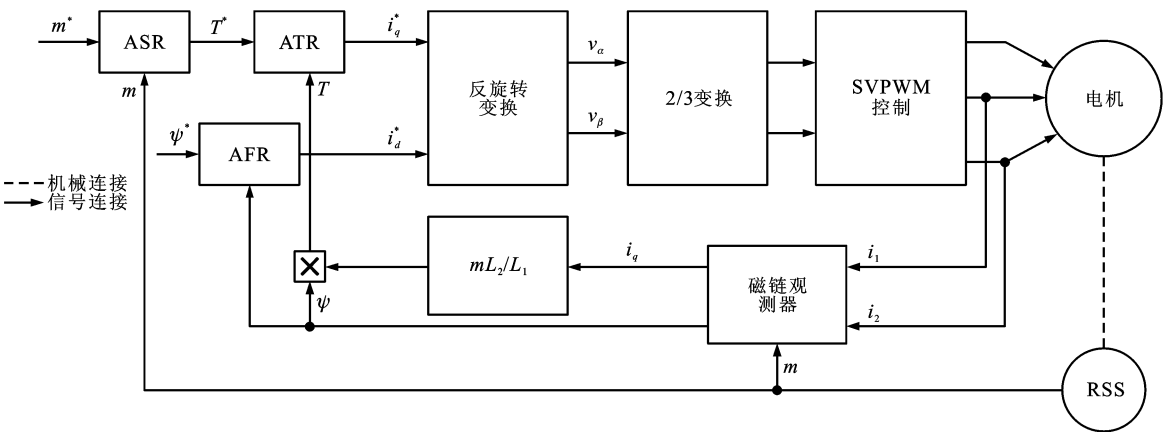 m*
ASR
T*
ATR
i*q
反旋转
变换
vα
vβ
2/3变换
SVPWM
控制
电机
m
T
ψ*
AFR
i*d
机械连接
信号连接
mL2/L1
iq
磁链观
测器
i1
i2
ψ
m
RSS